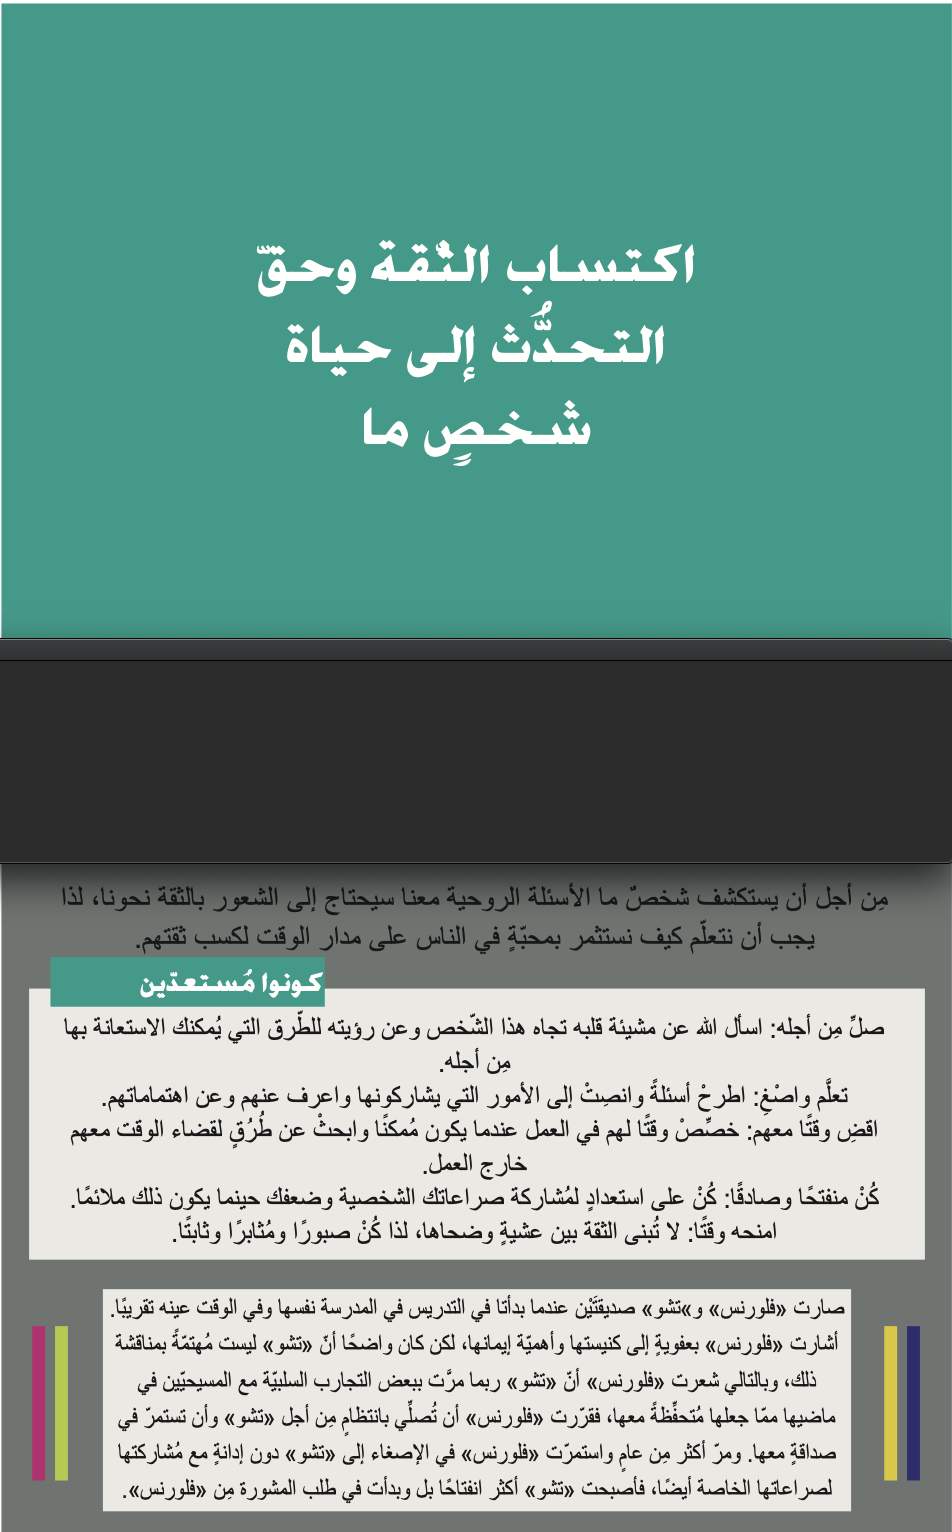 اكتساب الثّقة وحقّ
التحدُّث إلى حياة
شخصٍ ما
مِن أجل أن يستكشف شخصٌ ما الأسئلة الروحية معنا سيحتاج إلى الشعور بالثقة نحونا، لذا
يجب أن نتعلّم كيف نستثمر بمحبّةٍ في الناس على مدار الوقت لكسب ثقتهم.
كونوا مُستعدّين
صلِّ مِن أجله: اسأل الله عن مشيئة قلبه تجاه هذا الشّخص وعن رؤيته للطّرق التي يُمكنك الاستعانة بها
مِن أجله.
تعلَّم واصْغِ: اطرحْ أسئلةً وانصِتْ إلى الأمور التي يشاركونها واعرف عنهم وعن اهتماماتهم.
اقضِ وقتًا معهم: خصِّصْ وقتًا لهم في العمل عندما يكون مُمكنًا وابحثْ عن طُرُقٍ لقضاء الوقت معهم
خارج العمل.
كُنْ منفتحًا وصادقًا: كُنْ على استعدادٍ لمُشاركة صراعاتك الشخصية وضعفك حينما يكون ذلك ملائمًا.
امنحه وقتًا: لا تُبنى الثقة بين عشيةٍ وضحاها، لذا كُنْ صبورًا ومُثابرًا وثابتًا.
صارت «فلورنس» و»تشو» صديقتَيْن عندما بدأتا في التدريس في المدرسة نفسها وفي الوقت عينه تقريبًا.
أشارت «فلورنس» بعفويةٍ إلى كنيستها وأهميّة إيمانها، لكن كان واضحًا أنّ «تشو» ليست مُهتمّةً بمناقشة
ذلك، وبالتالي شعرت «فلورنس» أنّ «تشو» ربما مرَّت ببعض التجارب السلبيّة مع المسيحيّين في
ماضيها ممّا جعلها مُتحفِّظةً معها، فقرّرت «فلورنس» أن تُصلّي بانتظامٍ مِن أجل «تشو» وأن تستمرّ في
صداقةٍ معها. ومرّ أكثر مِن عامٍ واستمرّت «فلورنس» في الإصغاء إلى «تشو» دون إدانةٍ مع مُشاركتها
لصراعاتها الخاصة أيضًا، فأصبحت «تشو» أكثر انفتاحًا بل وبدأت في طلب المشورة مِن «فلورنس».